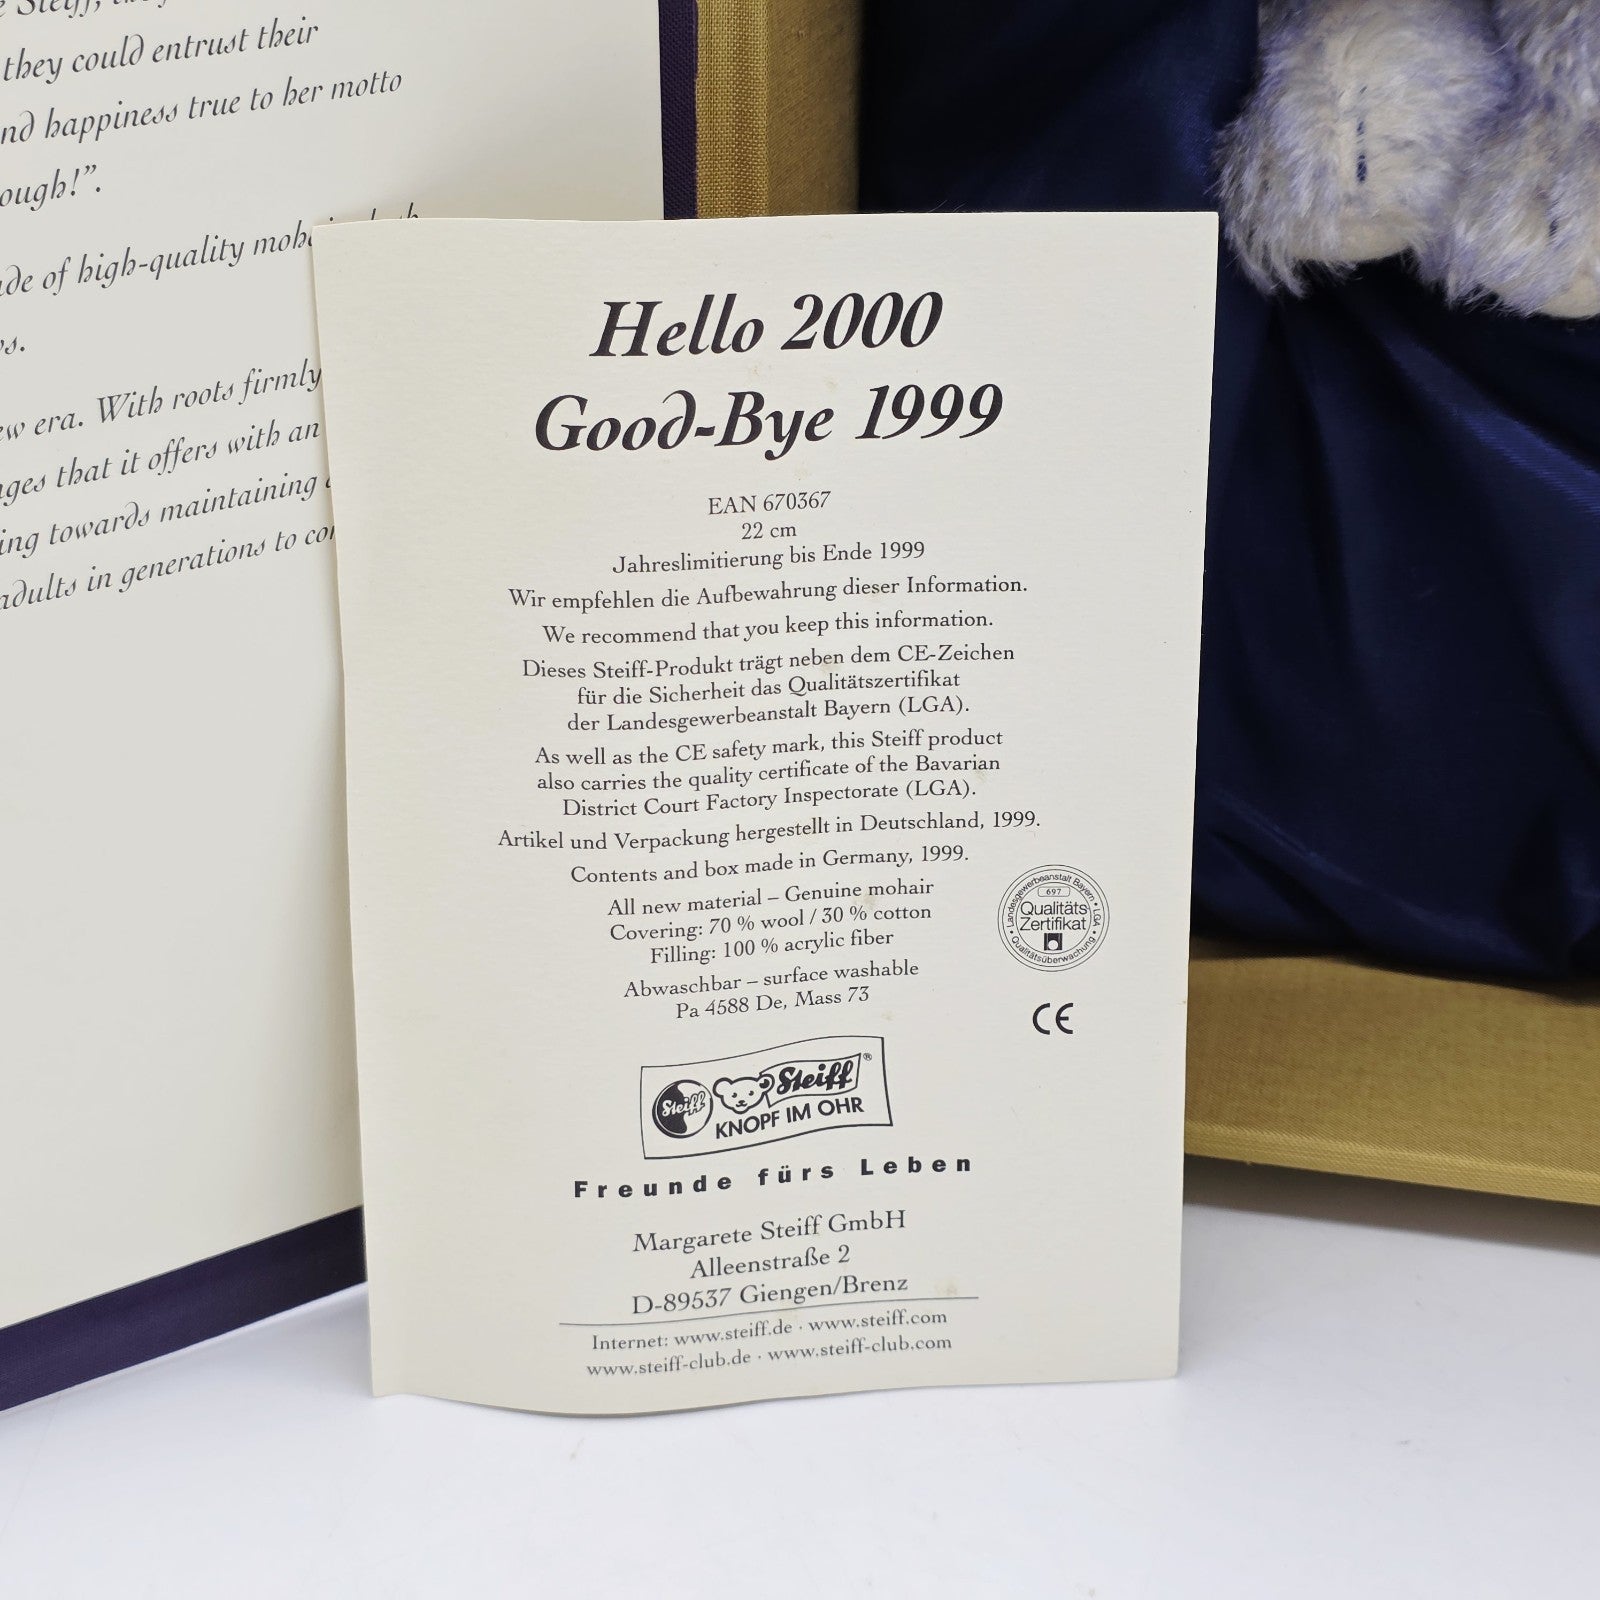 they could entrust their
happiness true to her motto
of high-quality
era. With roots firmly
that it offers with an
towards maintaining
adults in generations to
Hello 2000
Good-Bye 1999
EAN 670367
22 cm
Jahreslimitierung bis Ende 1999
Wir empfehlen die Aufbewahrung dieser Information.
We recommend that you keep this information.
Dieses Steiff-Produkt trägt neben dem CE-Zeichen
für die Sicherheit das Qualitätszertifikat
der Landesgewerbeanstalt Bayern (LGA).
As well as the CE safety mark, this Steiff product
also carries the quality certificate of the Bavarian
District Court Factory Inspectorate (LGA).
Artikel und Verpackung hergestellt in Deutschland, 1999.
Contents and box made in Germany, 1999.
All new material – Genuine mohair
Covering: 70 % wool / 30 % cotton
Filling: 100 % acrylic fiber
Abwaschbar – surface washable
Pa 4588 De, Mass 73
Landesgewerbeanstalt Bayern • LGA •
697
Qualitäts
Zertifikat
Qualitätsüberwachung
CE
Steiff
Steiff®
KNOPF IM OHR
Freunde fürs Leben
Margarete Steiff GmbH
Alleenstraße 2
D-89537 Giengen/Brenz
Internet: www.steiff.de · www.steiff.com
www.steiff-club.de · www.steiff-club.com